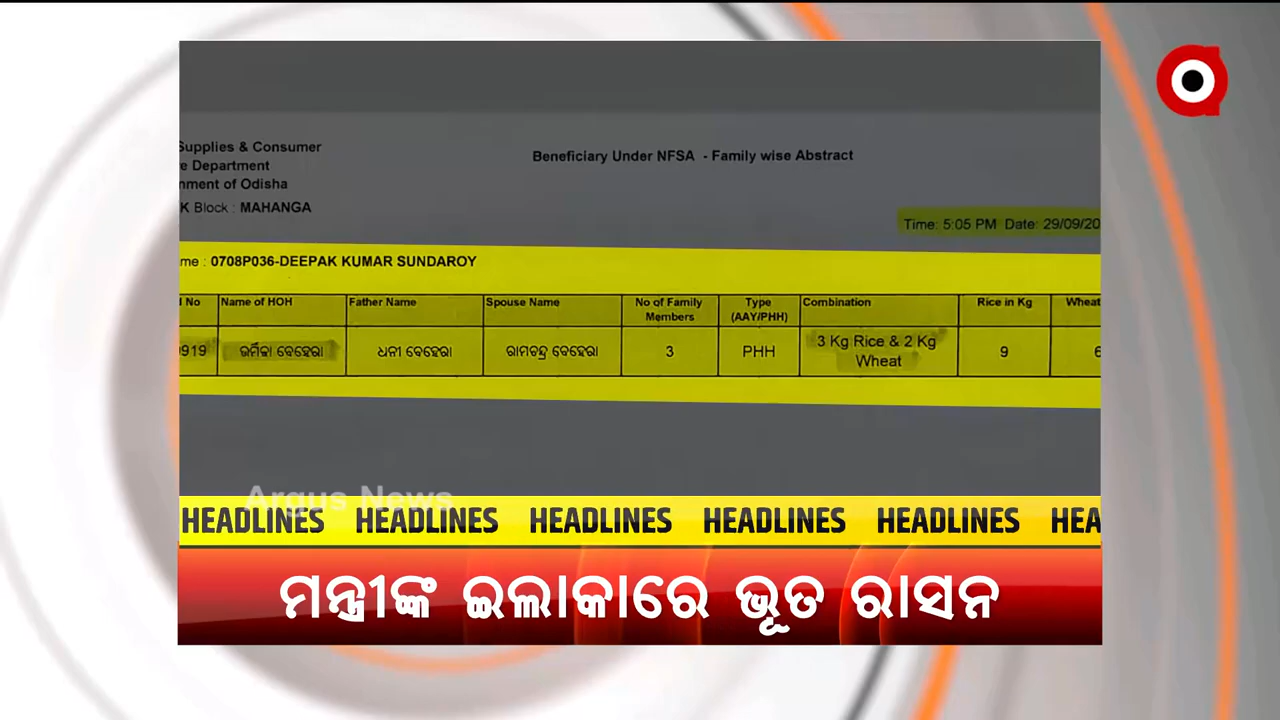 Supplies & Consumer
e Department
nment of Odisha
K Block : MAHANGA
Beneficiary Under NFSA - Family wise Abstract
Time: 5:05 PM Date: 29/09/20
me : 0708P036-DEEPAK KUMAR SUNDAROY
No Name of HOH Father Name Spouse Name No of Family Members Type (AAY/PHH) Combination Rice in Kg Wheat
919 ଉର୍ମିଳା ବେହେରା ଧନୀ ବେହେରା ରାମଚନ୍ଦ୍ର ବେହେରା 3 PHH 3 Kg Rice & 2 Kg Wheat 9 6
Argus News
HEADLINES HEADLINES HEADLINES HEADLINES HEADLINES HEA
ମନ୍ତ୍ରୀଙ୍କ ଇଲାକାରେ ଭୂତ ରାସନ